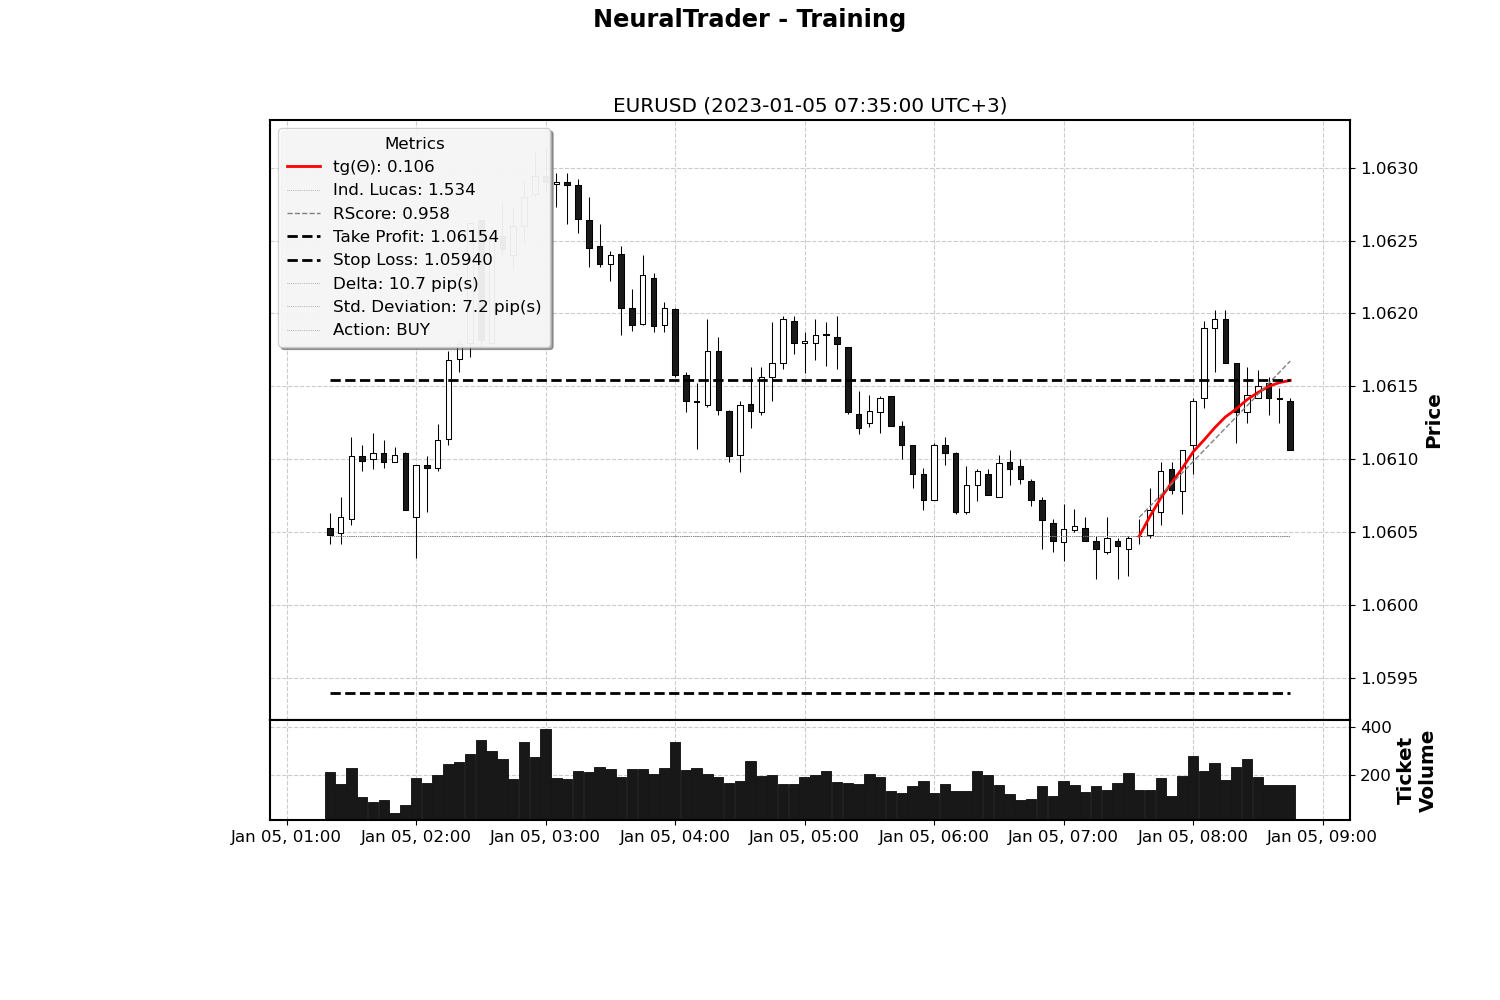 NeuralTrader - Training
EURUSD (2023-01-05 07:35:00 UTC+3)
Metrics
tg(Θ): 0.106
Ind. Lucas: 1.534
RScore: 0.958
Take Profit: 1.06154
Stop Loss: 1.05940
Delta: 10.7 pip(s)
Std. Deviation: 7.2 pip(s)
Action: BUY
1.0630
1.0625
1.0620
1.0615
1.0610
1.0605
1.0600
1.0595
Price
400
200
Ticket
Volume
Jan 05, 01:00 Jan 05, 02:00 Jan 05, 03:00 Jan 05, 04:00 Jan 05, 05:00 Jan 05, 06:00 Jan 05, 07:00 Jan 05, 08:00 Jan 05, 09:00